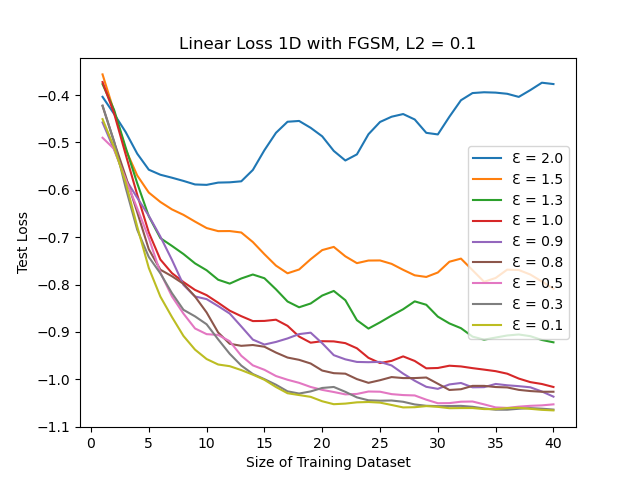 Linear Loss 1D with FGSM, L2 = 0.1
Test Loss
−0.4
−0.5
−0.6
−0.7
−0.8
−0.9
−1.0
−1.1
0 5 10 15 20 25 30 35 40
Size of Training Dataset
Ɛ = 2.0
Ɛ = 1.5
Ɛ = 1.3
Ɛ = 1.0
Ɛ = 0.9
Ɛ = 0.8
Ɛ = 0.5
Ɛ = 0.3
Ɛ = 0.1